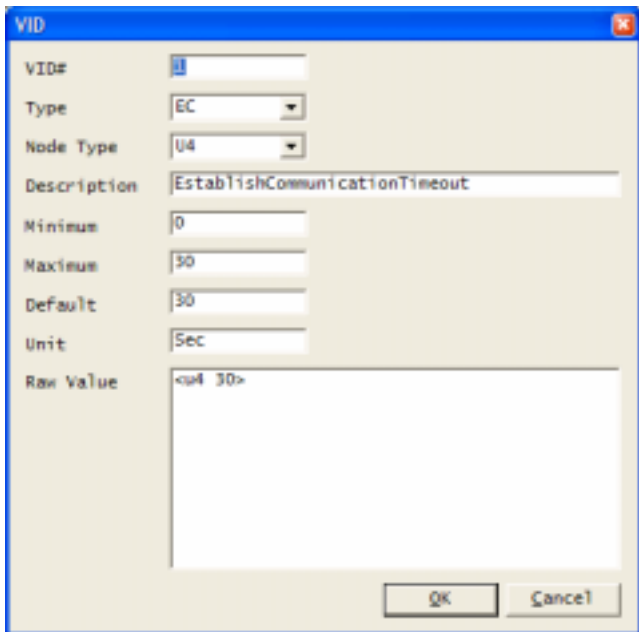 VID
VID# 1
Type EC
Node Type U4
Description EstablishCommunicationTimeout
Minimum 0
Maximum 30
Default 30
Unit Sec
Raw Value <u4 30>
OK Cancel